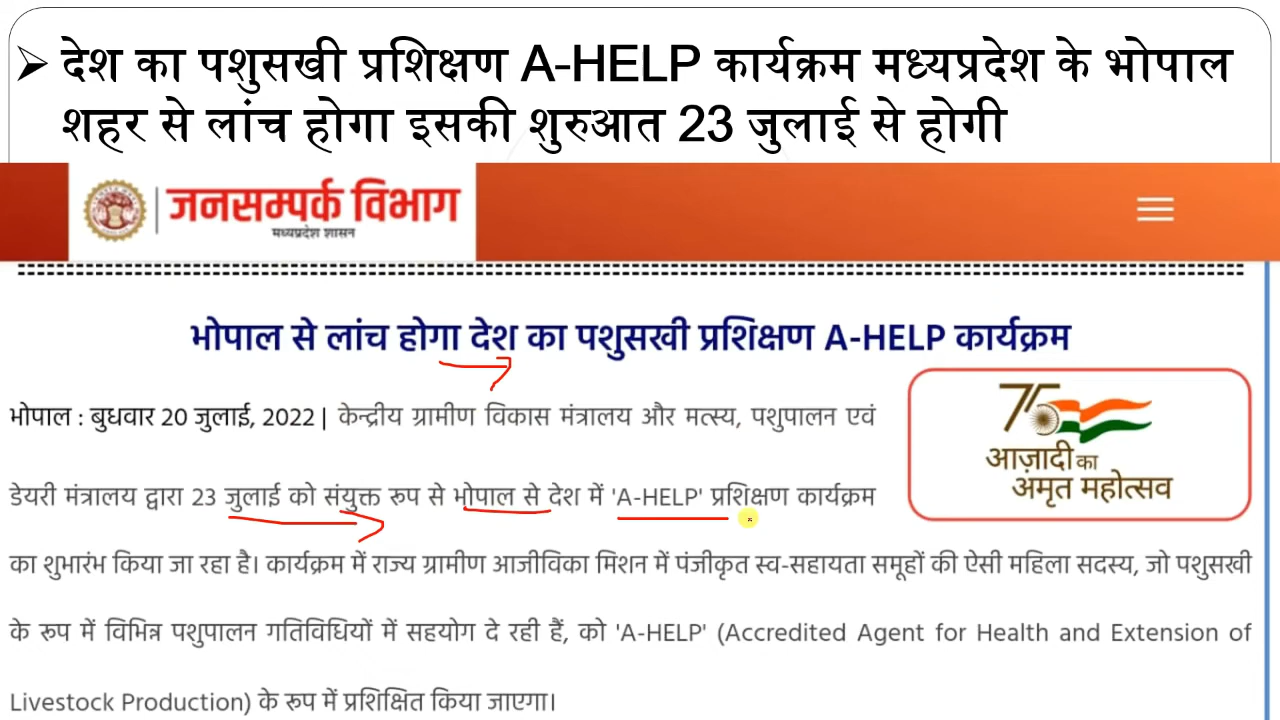 ➢ देश का पशुसखी प्रशिक्षण A-HELP कार्यक्रम मध्यप्रदेश के भोपाल
शहर से लांच होगा इसकी शुरुआत 23 जुलाई से होगी
जनसम्पर्क विभाग
मध्यप्रदेश शासन
भोपाल से लांच होगा देश का पशुसखी प्रशिक्षण A-HELP कार्यक्रम
भोपाल : बुधवार 20 जुलाई, 2022 | केन्द्रीय ग्रामीण विकास मंत्रालय और मत्स्य, पशुपालन एवं
डेयरी मंत्रालय द्वारा 23 जुलाई को संयुक्त रूप से भोपाल से देश में 'A-HELP' प्रशिक्षण कार्यक्रम
75
आज़ादी का
अमृत महोत्सव
का शुभारंभ किया जा रहा है। कार्यक्रम में राज्य ग्रामीण आजीविका मिशन में पंजीकृत स्व-सहायता समूहों की ऐसी महिला सदस्य, जो पशुसखी
के रूप में विभिन्न पशुपालन गतिविधियों में सहयोग दे रही हैं, को 'A-HELP' (Accredited Agent for Health and Extension of
Livestock Production) के रूप में प्रशिक्षित किया जाएगा।